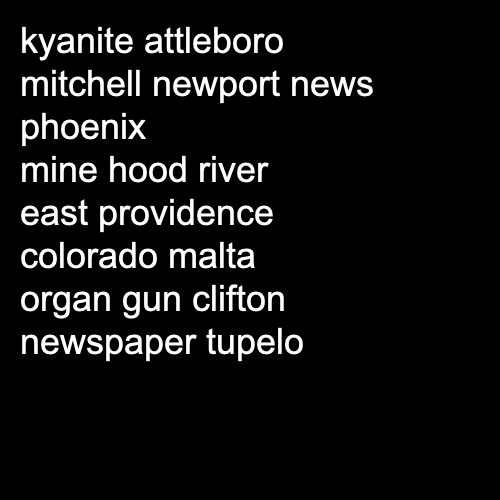 kyanite attleboro
mitchell newport news
phoenix
mine hood river
east providence
colorado malta
organ gun clifton
newspaper tupelo